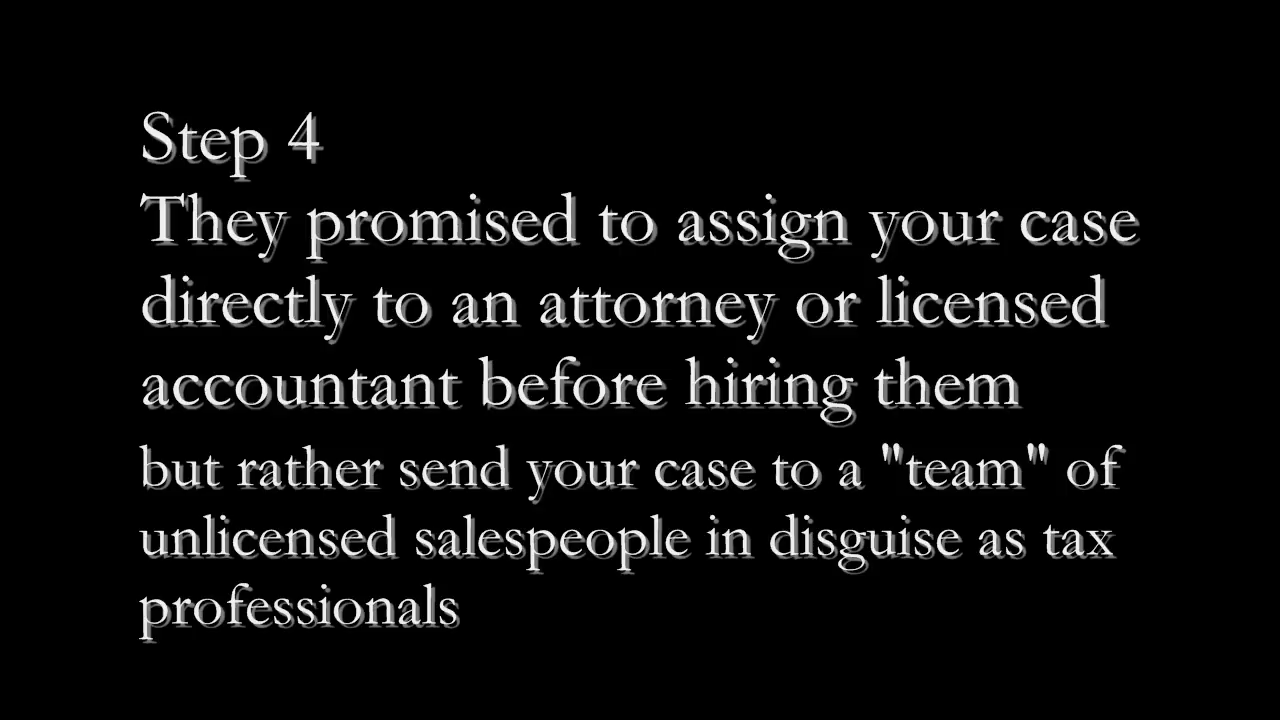 Step 4
They promised to assign your case
directly to an attorney or licensed
accountant before hiring them
but rather send your case to a "team" of
unlicensed salespeople in disguise as tax
professionals